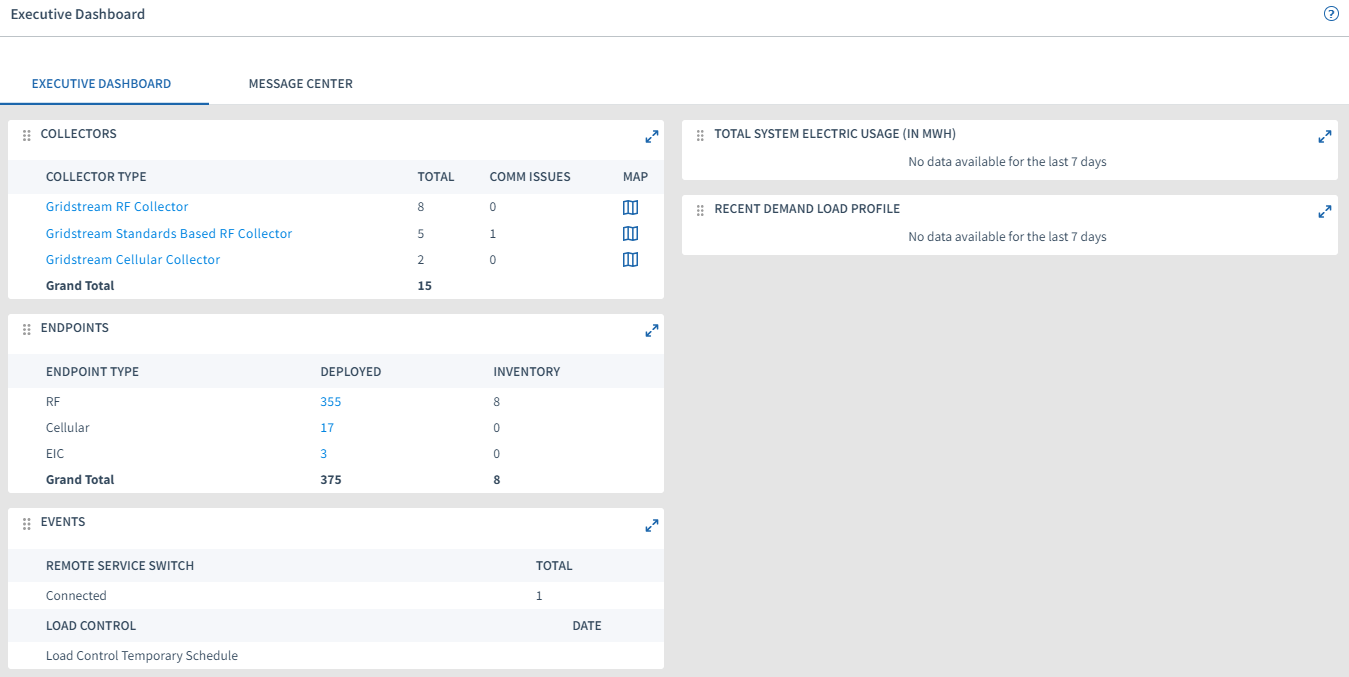 Executive Dashboard
?
EXECUTIVE DASHBOARD MESSAGE CENTER
COLLECTORS
COLLECTOR TYPE TOTAL COMM ISSUES MAP
Gridstream RF Collector 8 0
Gridstream Standards Based RF Collector 5 1
Gridstream Cellular Collector 2 0
Grand Total 15
ENDPOINTS
ENDPOINT TYPE DEPLOYED INVENTORY
RF 355 8
Cellular 17 0
EIC 3 0
Grand Total 375 8
EVENTS
REMOTE SERVICE SWITCH TOTAL
Connected 1
LOAD CONTROL DATE
Load Control Temporary Schedule
TOTAL SYSTEM ELECTRIC USAGE (IN MWH)
No data available for the last 7 days
RECENT DEMAND LOAD PROFILE
No data available for the last 7 days